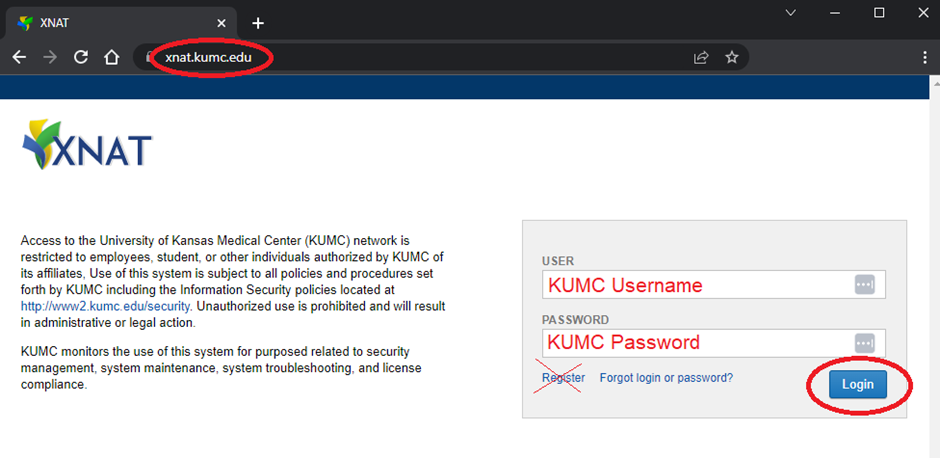 XNAT
xnat.kumc.edu
XNAT
Access to the University of Kansas Medical Center (KUMC) network is
restricted to employees, student, or other individuals authorized by KUMC of
its affiliates, Use of this system is subject to all policies and procedures set
forth by KUMC including the Information Security policies located at
http://www2.kumc.edu/security. Unauthorized use is prohibited and will result
in administrative or legal action.
KUMC monitors the use of this system for purposed related to security
management, system maintenance, system troubleshooting, and license
compliance.
USER
KUMC Username
PASSWORD
KUMC Password
Register Forgot login or password?
Login